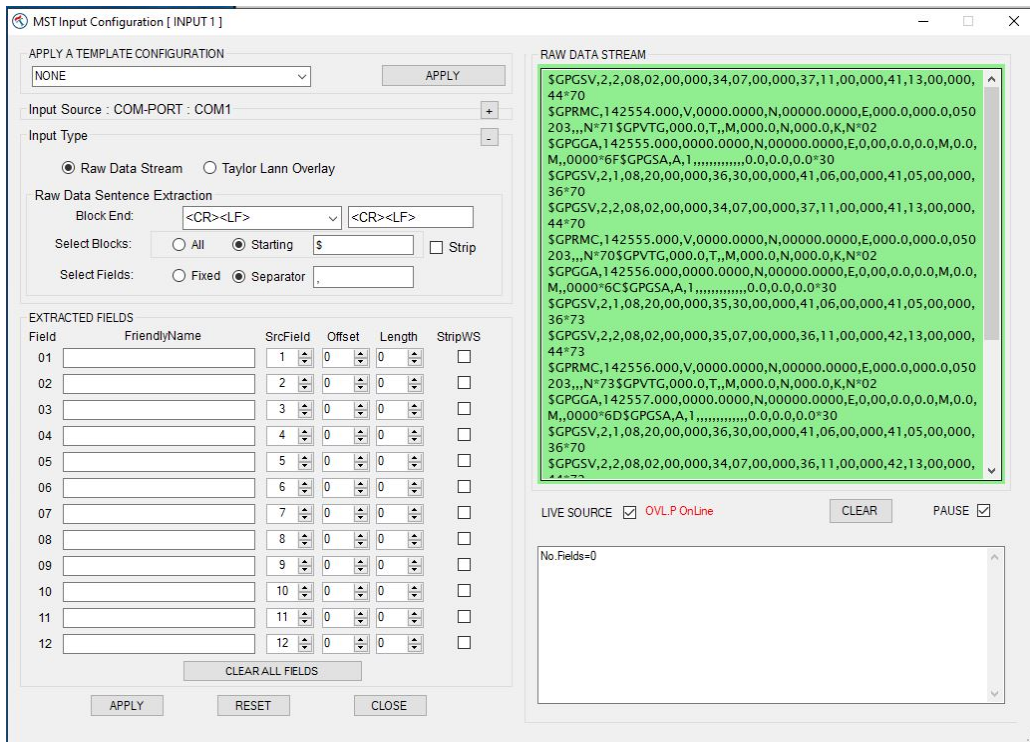 MST Input Configuration [ INPUT 1 ]
APPLY A TEMPLATE CONFIGURATION
NONE
APPLY
Input Source : COM-PORT : COM1
+
Input Type
-
Raw Data Stream
Taylor Lann Overlay
Raw Data Sentence Extraction
Block End:
<CR><LF>
<CR><LF>
Select Blocks:
All
Starting
$
Strip
Select Fields:
Fixed
Separator
,
EXTRACTED FIELDS
Field FriendlyName SrcField Offset Length StripWS
01 1 0 0
02 2 0 0
03 3 0 0
04 4 0 0
05 5 0 0
06 6 0 0
07 7 0 0
08 8 0 0
09 9 0 0
10 10 0 0
11 11 0 0
12 12 0 0
CLEAR ALL FIELDS
APPLY
RESET
CLOSE
RAW DATA STREAM
$GPGSV,2,2,08,02,00,000,34,07,00,000,37,11,00,000,41,13,00,000,
44*70
$GPRMC,142554.000,V,0000.0000,N,00000.0000,E,000.0,000.0,050
203,,,N*71$GPVTG,000.0,T,,M,000.0,N,000.0,K,N*02
$GPGGA,142555.000,0000.0000,N,00000.0000,E,0,00,0.0,0.0,M,0.0,
M,,0000*6F$GPGSA,A,1,,,,,,,,,,,,,0.0,0.0,0.0*30
$GPGSV,2,1,08,20,00,000,36,30,00,000,41,06,00,000,41,05,00,000,
36*70
$GPGSV,2,2,08,02,00,000,34,07,00,000,37,11,00,000,41,13,00,000,
44*70
$GPRMC,142555.000,V,0000.0000,N,00000.0000,E,000.0,000.0,050
203,,,N*70$GPVTG,000.0,T,,M,000.0,N,000.0,K,N*02
$GPGGA,142556.000,0000.0000,N,00000.0000,E,0,00,0.0,0.0,M,0.0,
M,,0000*6C$GPGSA,A,1,,,,,,,,,,,,,0.0,0.0,0.0*30
$GPGSV,2,1,08,20,00,000,35,30,00,000,41,06,00,000,41,05,00,000,
36*73
$GPGSV,2,2,08,02,00,000,35,07,00,000,36,11,00,000,42,13,00,000,
44*73
$GPRMC,142556.000,V,0000.0000,N,00000.0000,E,000.0,000.0,050
203,,,N*73$GPVTG,000.0,T,,M,000.0,N,000.0,K,N*02
$GPGGA,142557.000,0000.0000,N,00000.0000,E,0,00,0.0,0.0,M,0.0,
M,,0000*6D$GPGSA,A,1,,,,,,,,,,,,,0.0,0.0,0.0*30
$GPGSV,2,1,08,20,00,000,36,30,00,000,41,06,00,000,41,05,00,000,
36*70
$GPGSV,2,2,08,02,00,000,34,07,00,000,36,11,00,000,42,13,00,000,
LIVE SOURCE
OVL.P OnLine
CLEAR
PAUSE
No.Fields=0